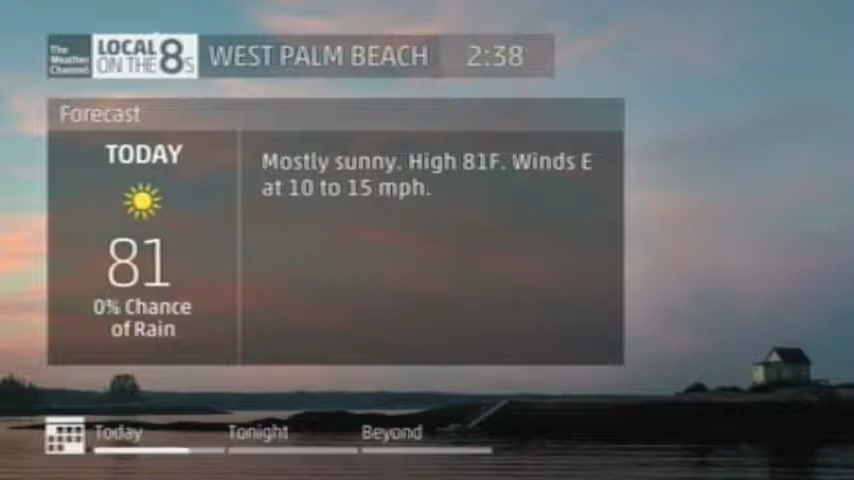 The
Weather
Channel
LOCAL
ON THE 8s
WEST PALM BEACH 2:38
Forecast
TODAY
81
0% Chance
of Rain
Mostly sunny. High 81F. Winds E
at 10 to 15 mph.
Today Tonight Beyond